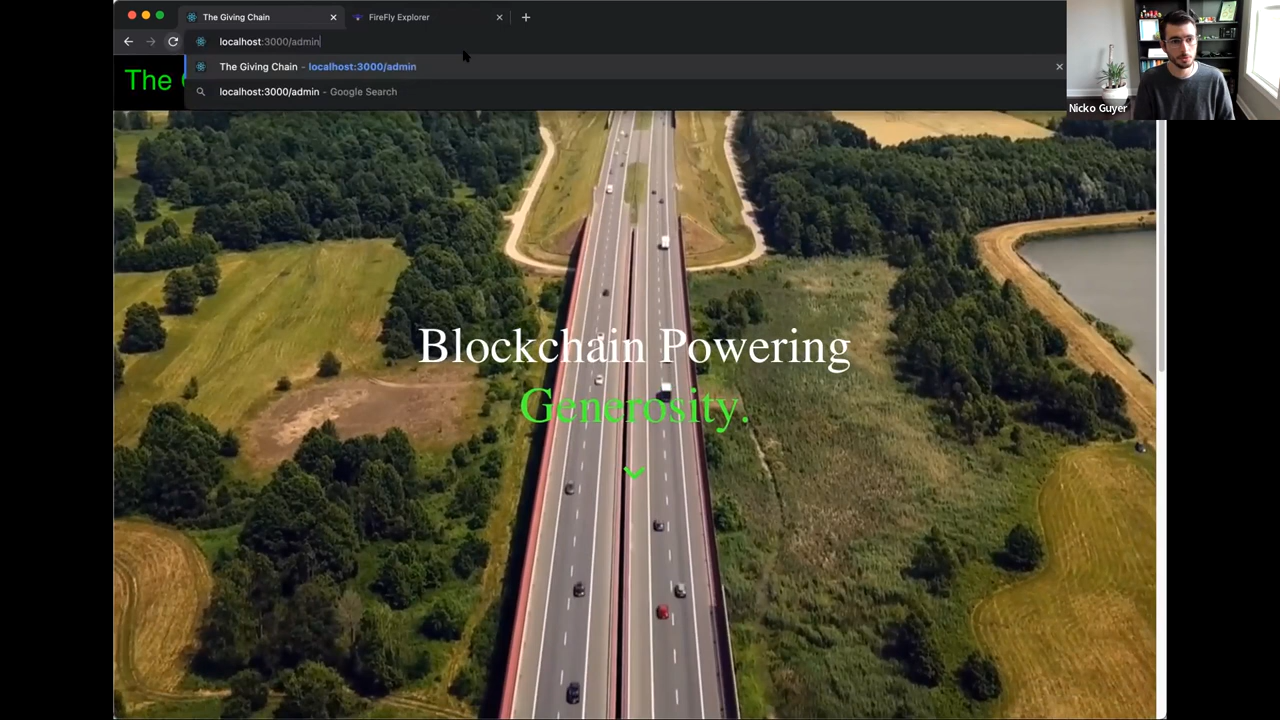 The Giving Chain
FireFly Explorer
localhost:3000/admin
The Giving Chain - localhost:3000/admin
localhost:3000/admin - Google Search
The
Nicko Guyer
Blockchain Powering
Generosity.